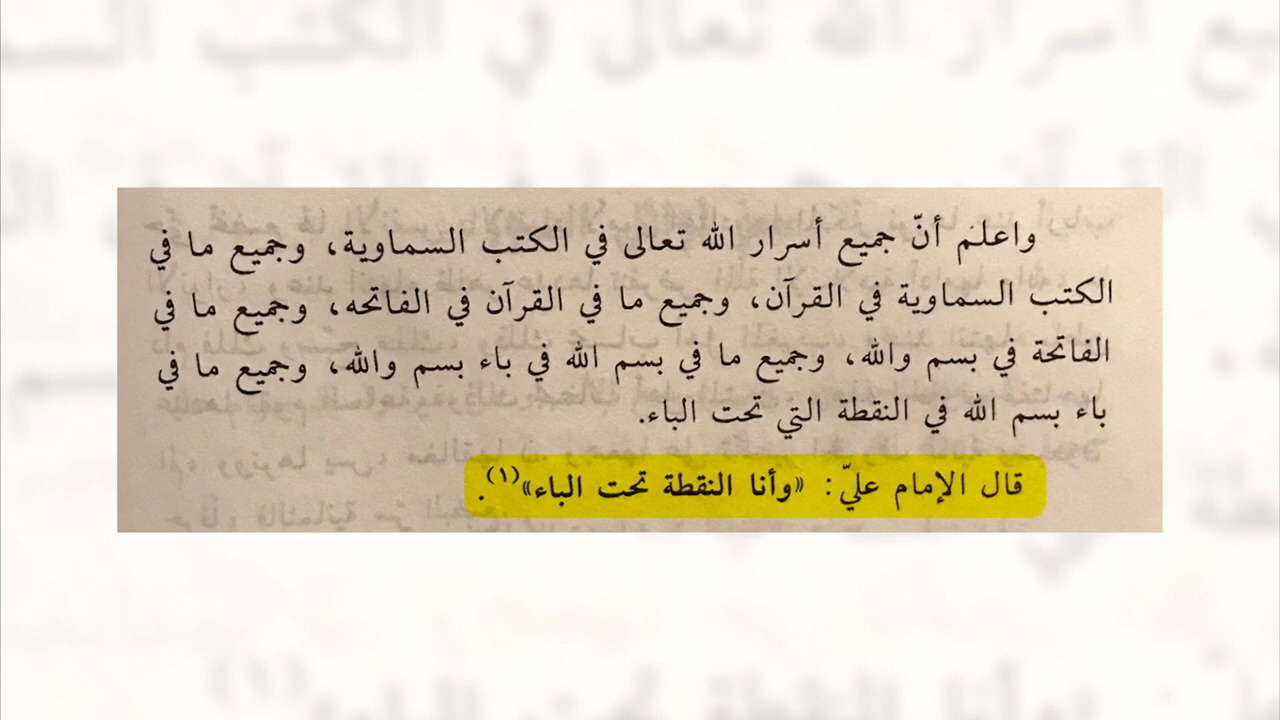 واعلم أنّ جميع أسرار الله تعالى في الكتب السماوية، وجميع ما في
الكتب السماوية في القرآن، وجميع ما في القرآن في الفاتحه، وجميع ما في
الفاتحة في بسم والله، وجميع ما في بسم الله في باء بسم والله، وجميع ما في
باء بسم الله في النقطة التي تحت الباء.
قال الإمام عليّ: «وأنا النقطة تحت الباء»(١).